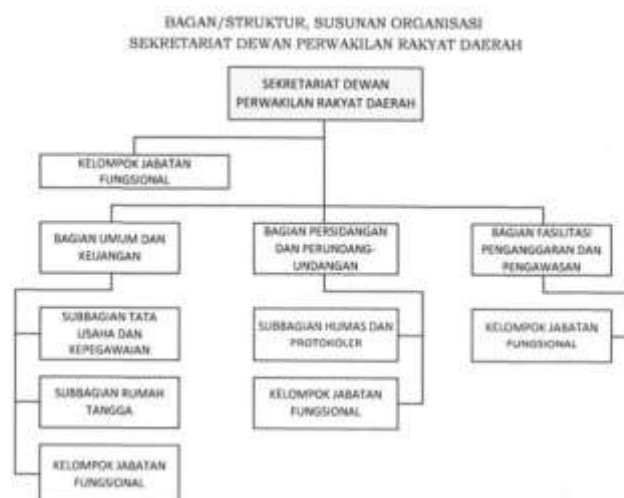 BAGAN/STRUKTUR, SUSUNAN ORGANISASI
SEKRETARIAT DEWAN PERWAKILAN RAKYAT DAERAH
SEKRETARIAT DEWAN
PERWAKILAN RAKYAT DAERAH
KELOMPOK JABATAN
FUNGSIONAL
BAGIAN UMUM DAN
KEUANGAN
BAGIAN PERSIDANGAN
DAN PERUNDANG-
UNDANGAN
BAGIAN FASILITASI
PENGANGGARAN DAN
PENGAWASAN
SUBBAGIAN TATA
USAHA DAN
KEPEGAWAIAN
SUBBAGIAN HUMAS DAN
PROTOKOLER
KELOMPOK JABATAN
FUNGSIONAL
SUBBAGIAN RUMAH
TANGGA
KELOMPOK JABATAN
FUNGSIONAL
KELOMPOK JABATAN
FUNGSIONAL